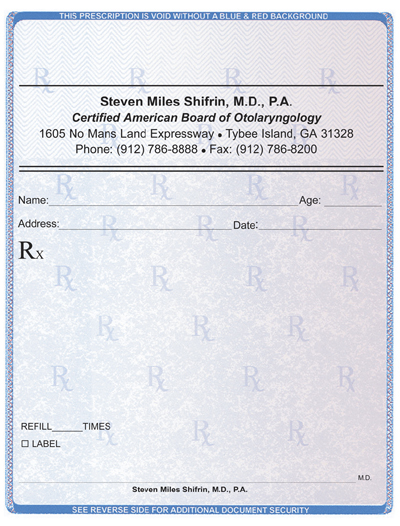 THIS PRESCRIPTION IS VOID WITHOUT A BLUE & RED BACKGROUND
Steven Miles Shifrin, M.D., P.A.
Certified American Board of Otolaryngology
1605 No Mans Land Expressway • Tybee Island, GA 31328
Phone: (912) 786-8888 • Fax: (912) 786-8200
Name: Age:
Address: Date:
Rx
REFILL______TIMES
☐ LABEL
M.D.
Steven Miles Shifrin, M.D., P.A.
SEE REVERSE SIDE FOR ADDITIONAL DOCUMENT SECURITY